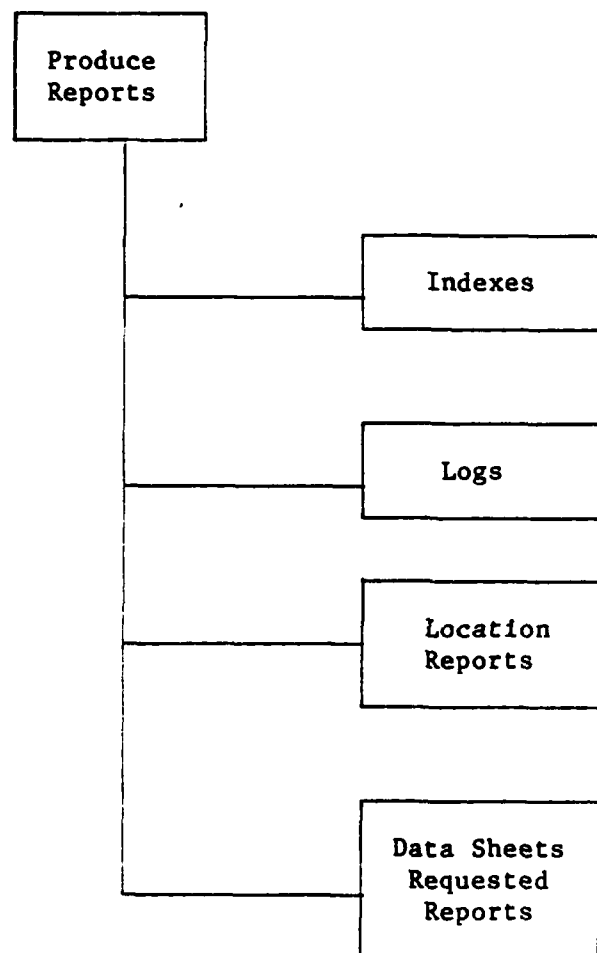 Produce
Reports
Indexes
Logs
Location
Reports
Data Sheets
Requested
Reports